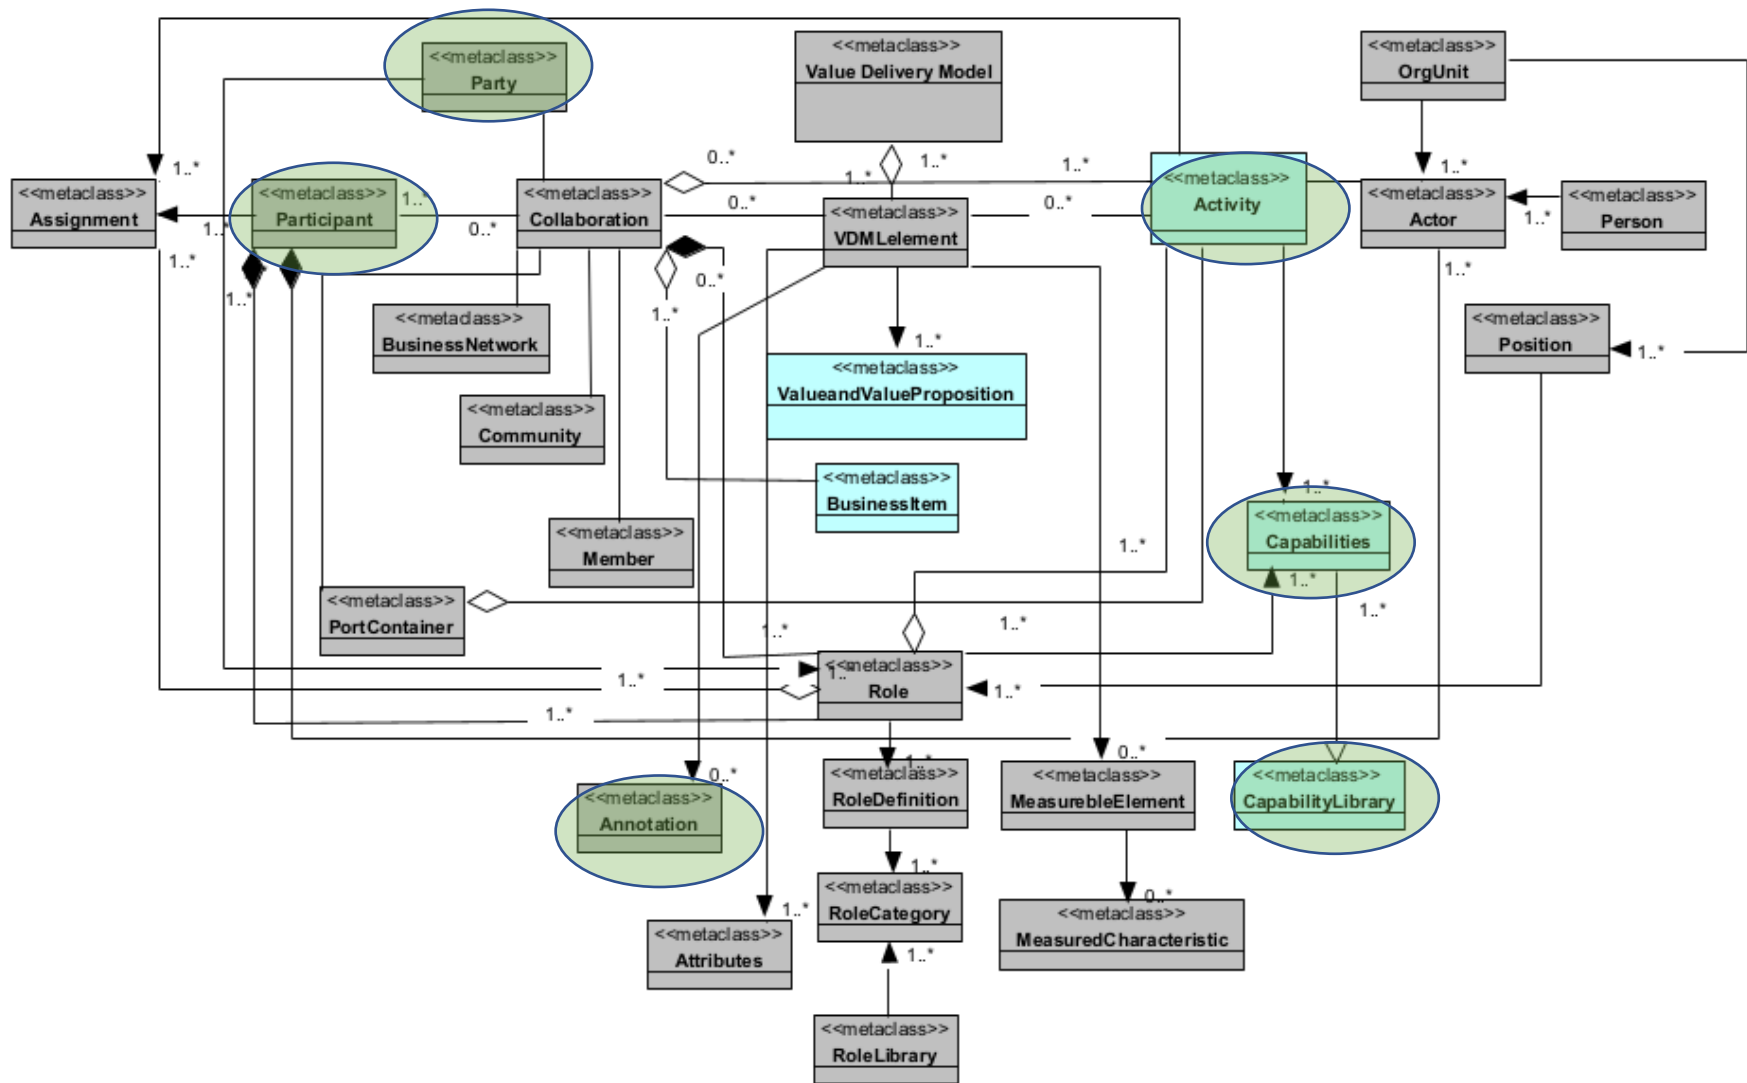 <<metaclass>>
Party
<<metaclass>>
Value Delivery Model
<<metaclass>>
OrgUnit
1..*
0..*
1..*
1..*
1..*
1..*
<<metaclass>>
Assignment
<<metaclass>>
Participant
1..*
1..*
0..*
<<metaclass>>
Collaboration
0..*
<<metaclass>>
VDMLelement
0..*
<<metaclass>>
Activity
<<metaclass>>
Actor
1..*
<<metaclass>>
Person
1..*
1..*
0..*
1..*
1..*
<<metaclass>>
BusinessNetwork
1..*
1..*
<<metaclass>>
Position
1..*
<<metaclass>>
ValueandValueProposition
<<metaclass>>
Community
<<metaclass>>
BusinessItem
1..*
<<metaclass>>
Capabilities
<<metaclass>>
Member
1..*
1..*
1..*
<<metaclass>>
PortContainer
1..*
1..*
<<metaclass>>
Role
1..*
1..*
1..*
1..*
0..*
1..*
0..*
<<metaclass>>
Annotation
<<metaclass>>
RoleDefinition
<<metaclass>>
MeasurebleElement
<<metaclass>>
CapabilityLibrary
1..*
0..*
1..*
<<metaclass>>
RoleCategory
<<metaclass>>
MeasuredCharacteristic
<<metaclass>>
Attributes
1..*
<<metaclass>>
RoleLibrary